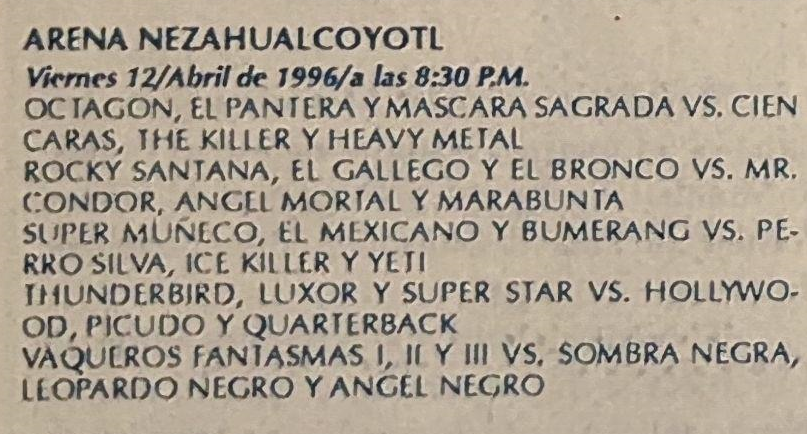 ARENA NEZAHUALCOYOTL
Viernes 12/Abril de 1996/a las 8:30 P.M.
OCTAGON, EL PANTERA Y MASCARA SAGRADA VS. CIEN
CARAS, THE KILLER Y HEAVY METAL
ROCKY SANTANA, EL GALLEGO Y EL BRONCO VS. MR.
CONDOR, ANGEL MORTAL Y MARABUNTA
SUPER MUÑECO, EL MEXICANO Y BUMERANG VS. PE-
RRO SILVA, ICE KILLER Y YETI
THUNDERBIRD, LUXOR Y SUPER STAR VS. HOLLYWO-
OD, PICUDO Y QUARTERBACK
VAQUEROS FANTASMAS I, II Y III VS. SOMBRA NEGRA,
LEOPARDO NEGRO Y ANGEL NEGRO